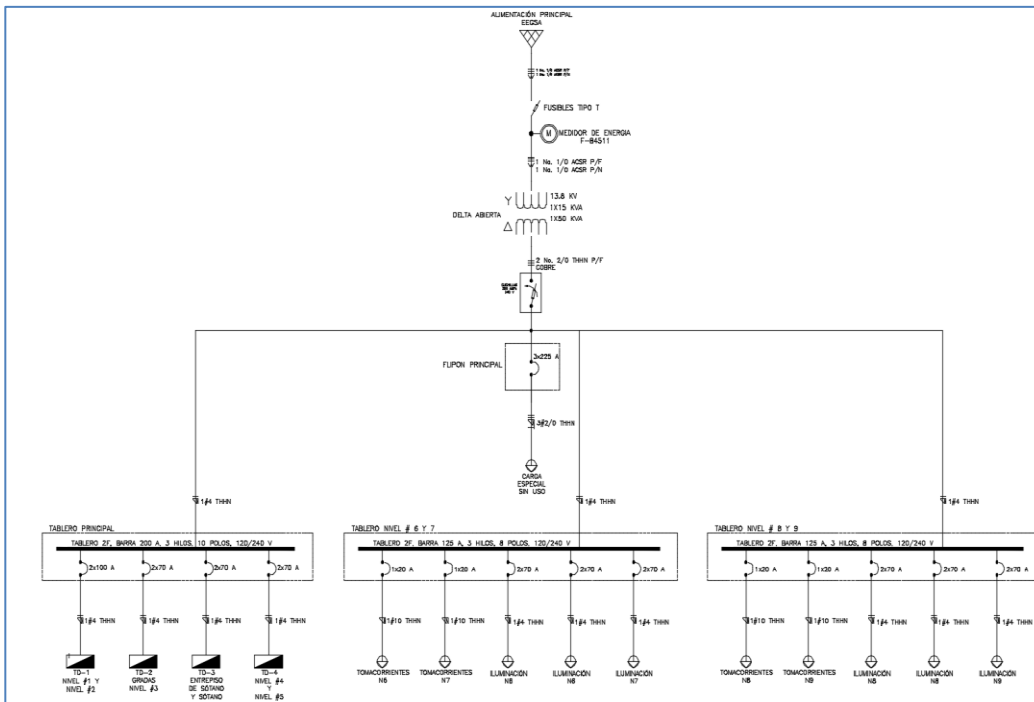 ALIMENTACIÓN PRINCIPAL
EEGSA
FUSIBLES TIPO T
M
MEDIDOR DE ENERGIA
F-84511
1 No. 1/0 ACSR P/F
1 No. 1/0 ACSR P/N
13.8 KV
1X15 KVA
1X50 KVA
DELTA ABIERTA
2 No. 2/0 THHN P/F
COBRE
3x225 A
FLIPON PRINCIPAL
3#2/0 THHN
CARGA
ESPECIAL
SIN USO
1#4 THHN
1#4 THHN
1#4 THHN
TABLERO PRINCIPAL
TABLERO 2F, BARRA 200 A, 3 HILOS, 10 POLOS, 120/240 V
2x100 A
2x70 A
2x70 A
2x70 A
1#4 THHN
1#4 THHN
1#4 THHN
1#4 THHN
TD-1
NIVEL #1 Y
NIVEL #2
TD-2
GRADAS
NIVEL #3
TD-3
ENTREPISO
DE SÓTANO
Y SÓTANO
TD-4
NIVEL #4
Y
NIVEL #5
TABLERO NIVEL # 6 Y 7
TABLERO 2F, BARRA 125 A, 3 HILOS, 8 POLOS, 120/240 V
1x20 A
1x20 A
2x70 A
2x70 A
2x70 A
1#10 THHN
1#10 THHN
1#4 THHN
1#4 THHN
1#4 THHN
TOMACORRIENTES
N6
TOMACORRIENTES
N7
ILUMINACIÓN
ILUMINACIÓN
N6
ILUMINACIÓN
N7
TABLERO NIVEL # 8 Y 9
TABLERO 2F, BARRA 125 A, 3 HILOS, 8 POLOS, 120/240 V
1x20 A
2x70 A
2x70 A
2x70 A
1#10 THHN
1#10 THHN
1#4 THHN
1#4 THHN
1#4 THHN
TOMACORRIENTES
TOMACORRIENTES
N9
ILUMINACIÓN
ILUMINACIÓN
N8
ILUMINACIÓN
N9